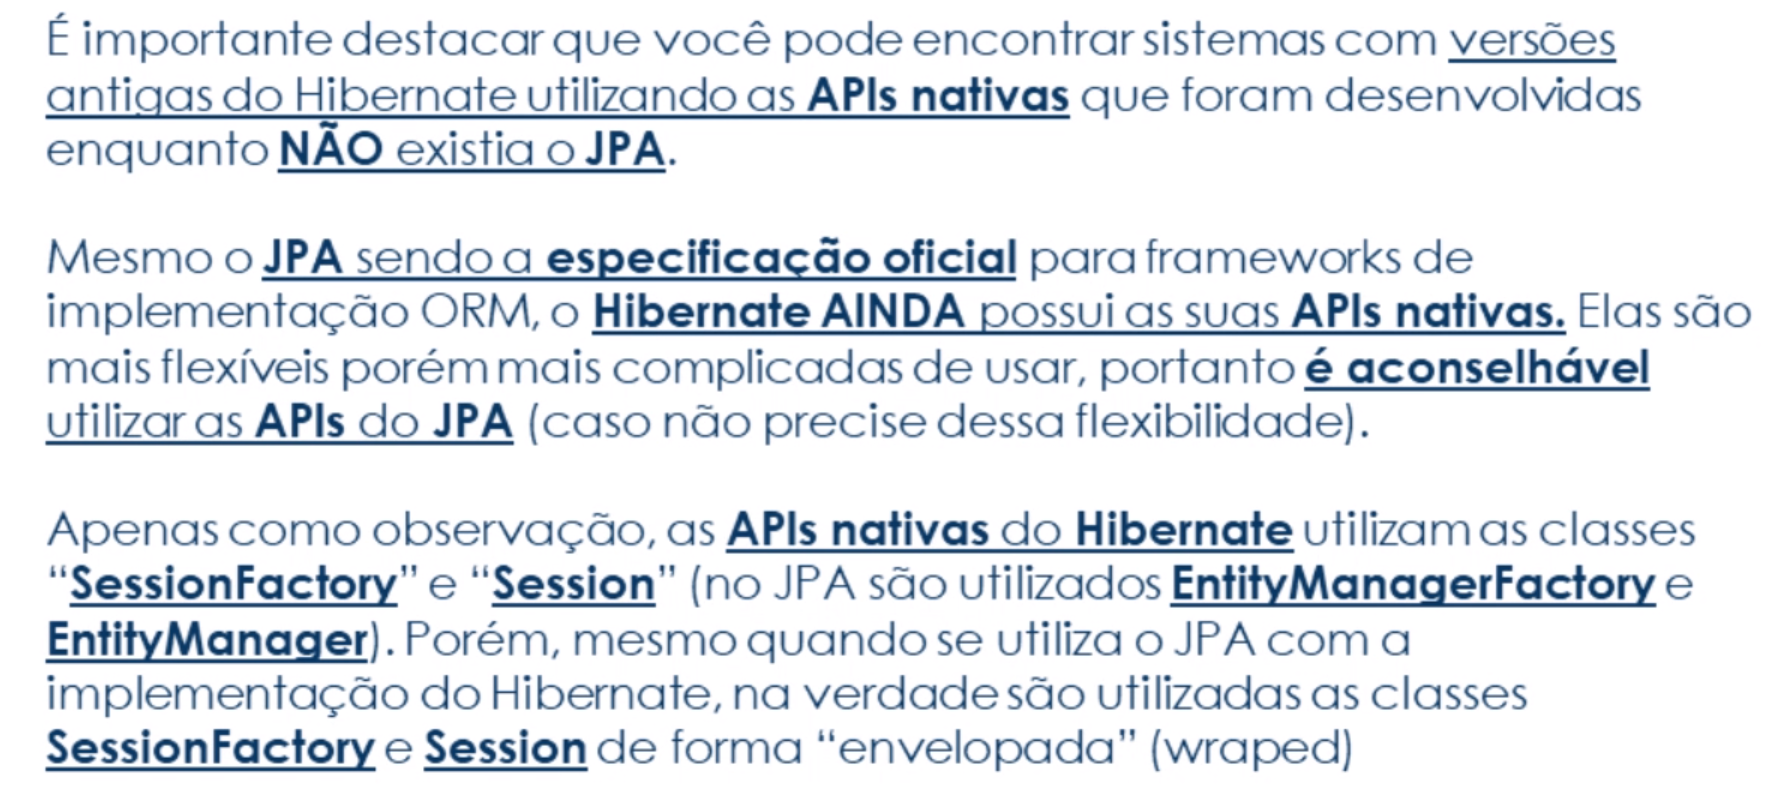 É importante destacar que você pode encontrar sistemas com versões
antigas do Hibernate utilizando as APIs nativas que foram desenvolvidas
enquanto NÃO existia o JPA.
Mesmo o JPA sendo a especificação oficial para frameworks de
implementação ORM, o Hibernate AINDA possui as suas APIs nativas. Elas são
mais flexíveis porém mais complicadas de usar, portanto é aconselhável
utilizar as APIs do JPA (caso não precise dessa flexibilidade).
Apenas como observação, as APIs nativas do Hibernate utilizam as classes
“SessionFactory” e “Session” (no JPA são utilizados EntityManagerFactory e
EntityManager). Porém, mesmo quando se utiliza o JPA com a
implementação do Hibernate, na verdade são utilizadas as classes
SessionFactory e Session de forma “envelopada” (wraped)